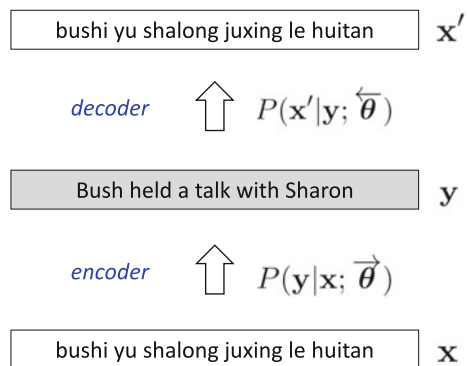 bushi yu shalong juxing le huitan x′
decoder P(x′|y; θ⃖)
Bush held a talk with Sharon y
encoder P(y|x; θ⃗)
bushi yu shalong juxing le huitan x